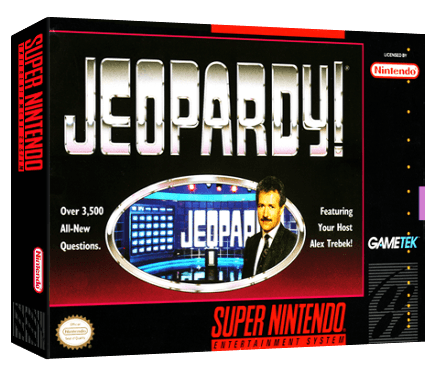 SUPER NINTENDO
Nintendo
LICENSED BY
Nintendo
JEOPARDY!
®
Over 3,500
All-New
Questions.
JEOPAR
Featuring
Your Host
Alex Trebek!
GAMETEK
SUPER NINTENDO
ENTERTAINMENT SYSTEM